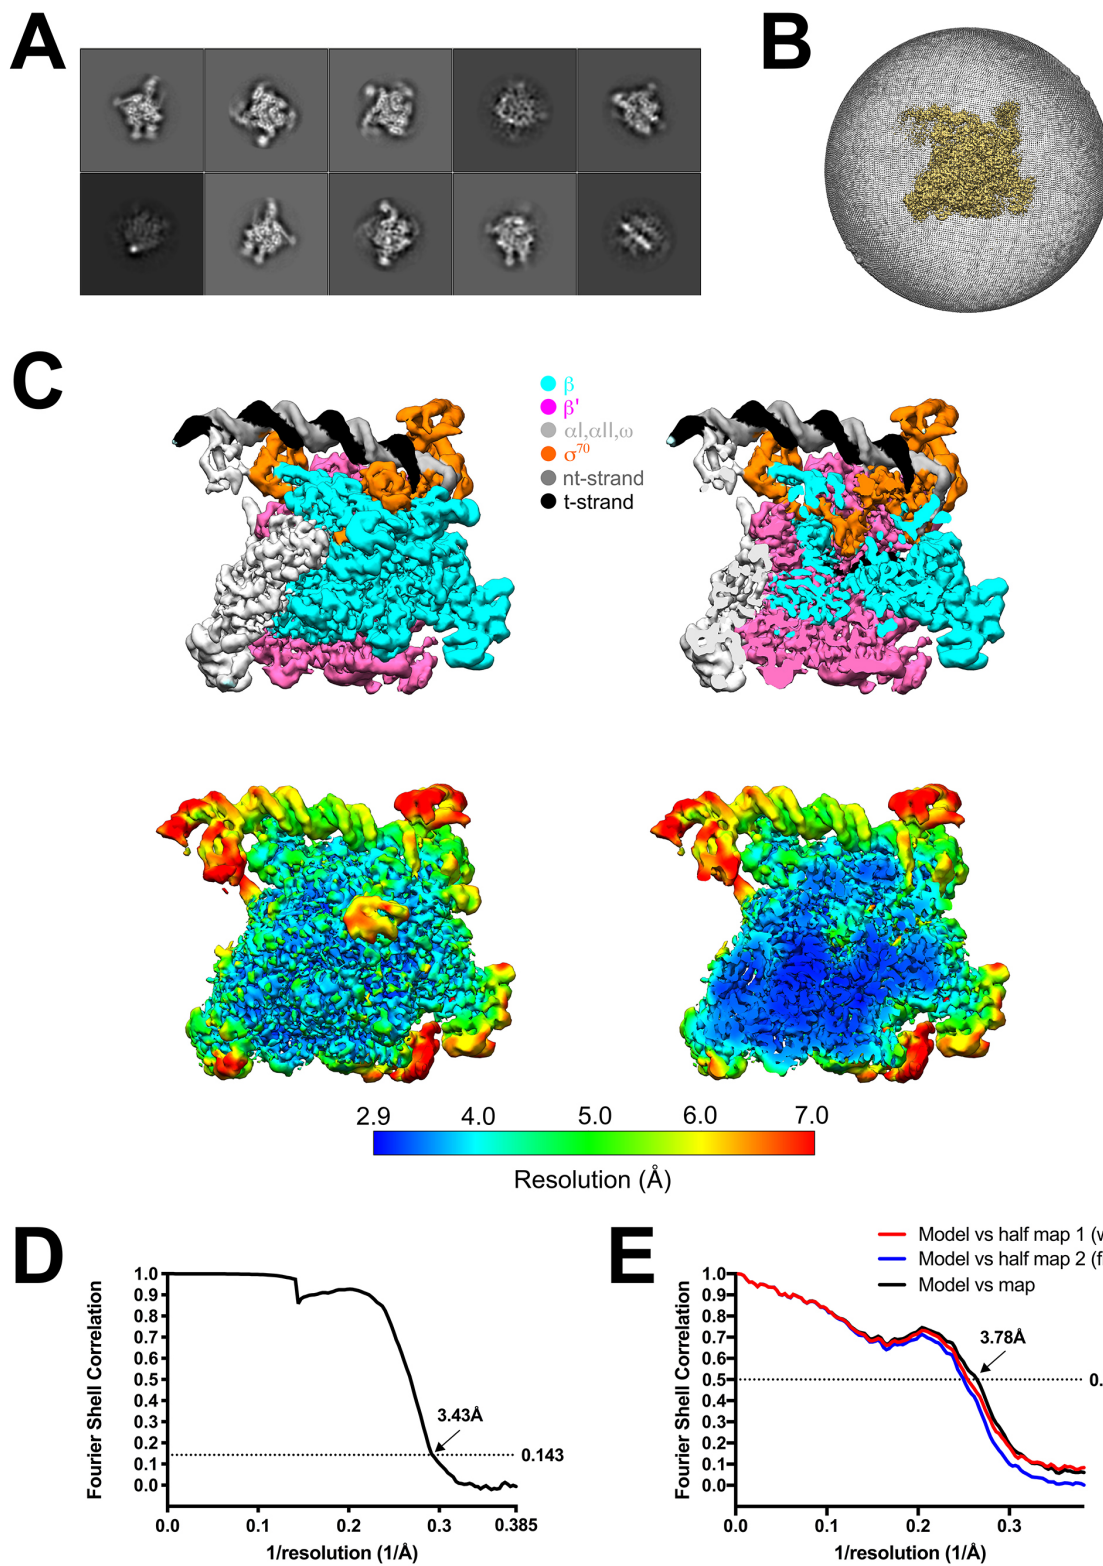 A
B
C
β
β'
αI,αII,ω
σ⁷⁰
nt-strand
t-strand
2.9
4.0
5.0
6.0
7.0
Resolution (Å)
D
Fourier Shell Correlation
1.0
0.9
0.8
0.7
0.6
0.5
0.4
0.3
0.2
0.1
0.0
3.43Å
0.143
0.0
0.1
0.2
0.3
0.385
1/resolution (1/Å)
E
Model vs half map 1 (
Model vs half map 2 (f
Model vs map
Fourier Shell Correlation
1.0
0.9
0.8
0.7
0.6
0.5
0.4
0.3
0.2
0.1
0.0
3.78Å
0.
0.0
0.1
0.2
0.3
1/resolution (1/Å)